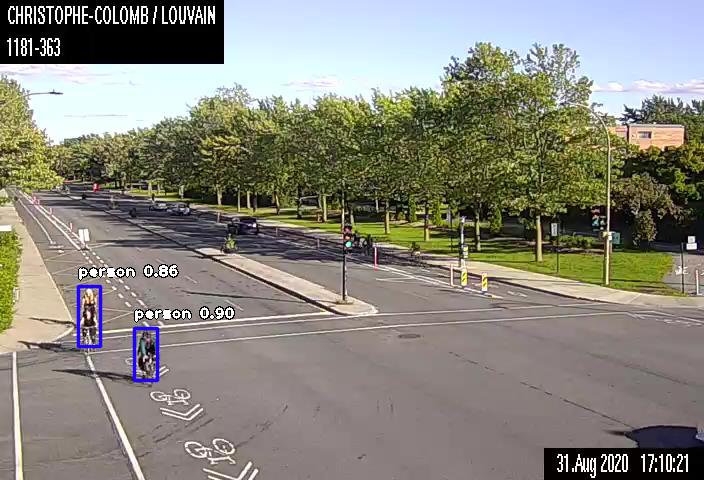 CHRISTOPHE-COLOMB / LOUVAIN
1181-363
person 0.86
person 0.90
31.Aug 2020 17:10:21